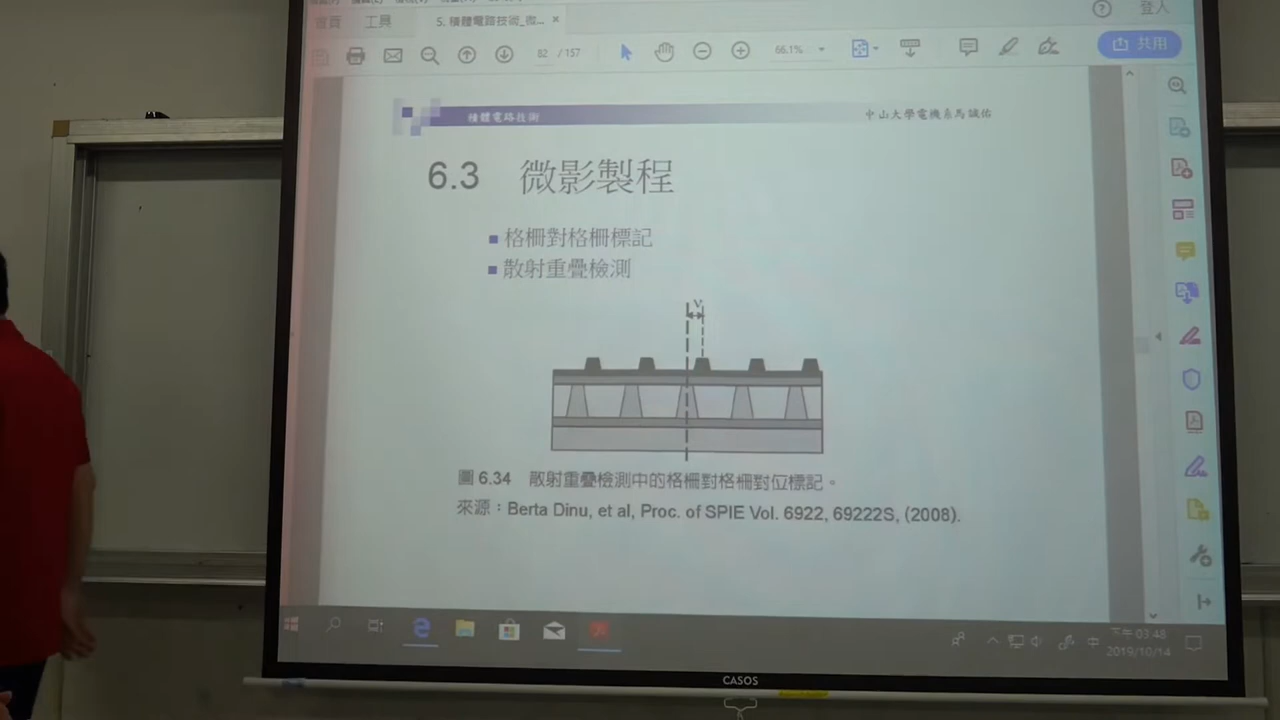 首頁 工具 5. 積體電路技術_微... × 登入
82 / 157 66.1% 共用
積體電路技術 中山大學電機系馬誠佑
6.3 微影製程
格柵對格柵標記
散射重疊檢測
v
圖 6.34 散射重疊檢測中的格柵對格柵對位標記。
來源：Berta Dinu, et al, Proc. of SPIE Vol. 6922, 69222S, (2008).
中 下午 03:48
2019/10/14
CASOS